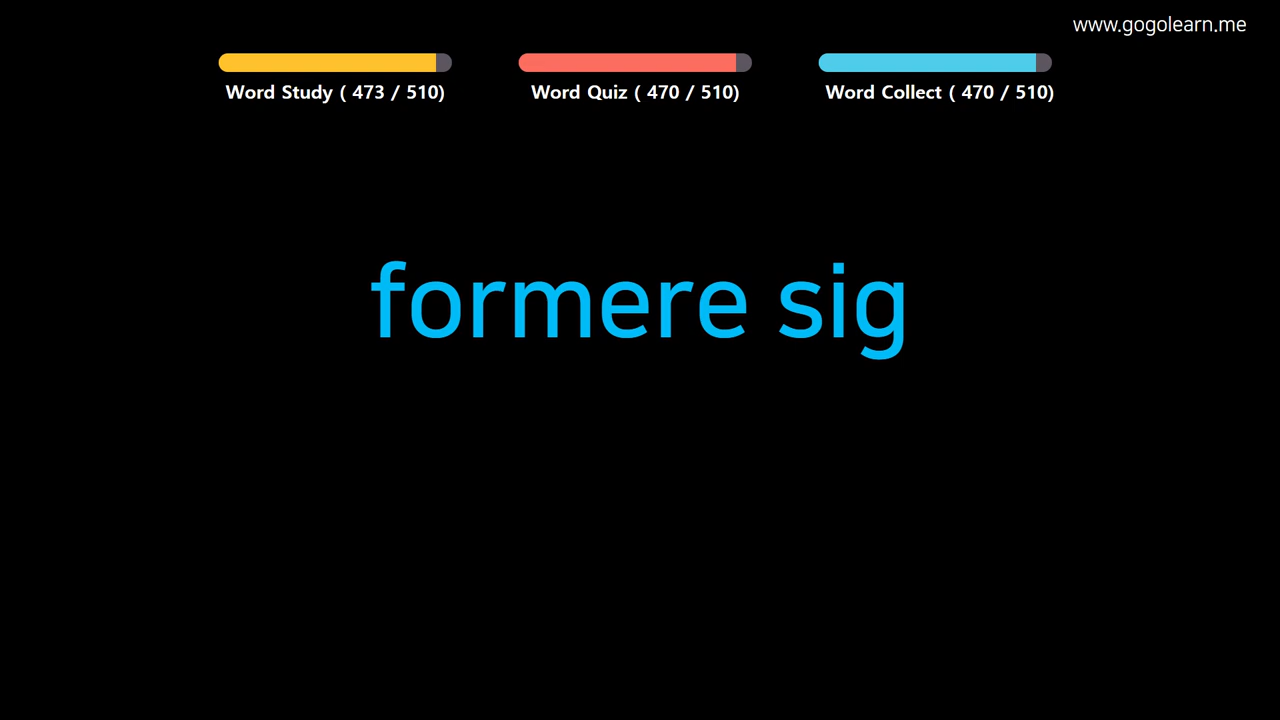 www.gogolearn.me
Word Study ( 473 / 510)
Word Quiz ( 470 / 510)
Word Collect ( 470 / 510)
formere sig